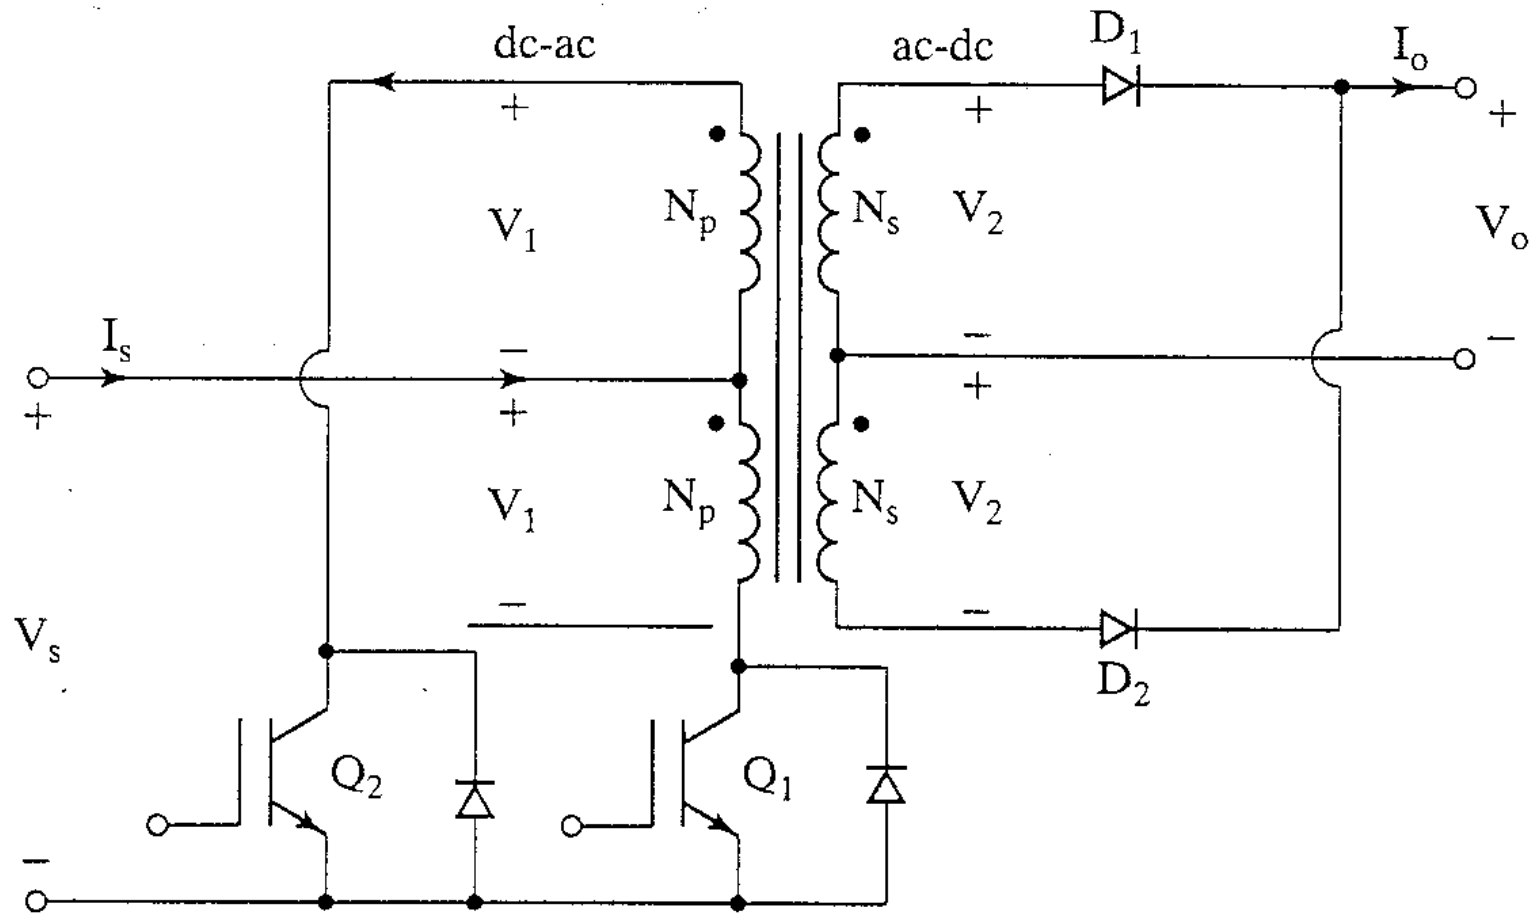 dc-ac
ac-dc
D₁
I₀
+
+
+
V₁
Nₚ
Nₛ
V₂
Vₒ
Iₛ
−
−
−
+
+
+
V₁
Nₚ
Nₛ
V₂
−
−
Vₛ
D₂
Q₂
Q₁
−